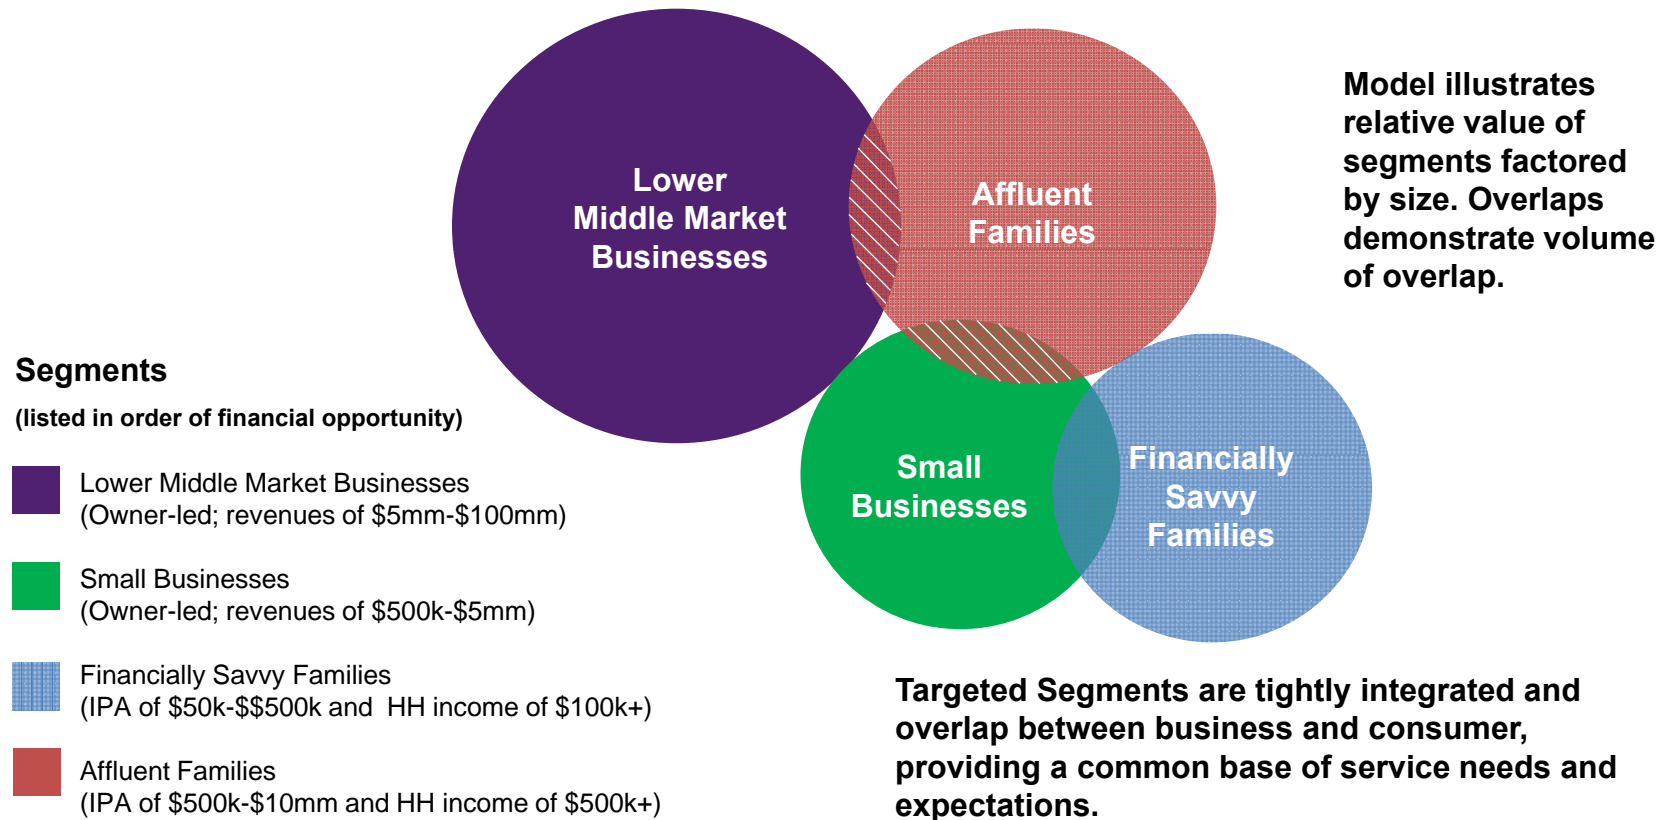 Lower
Middle Market
Businesses
Affluent
Families
Model illustrates
relative value of
segments factored
by size. Overlaps
demonstrate volume
of overlap.
Small
Businesses
Financially
Savvy
Families
Segments
(listed in order of financial opportunity)
Lower Middle Market Businesses
(Owner-led; revenues of $5mm-$100mm)
Small Businesses
(Owner-led; revenues of $500k-$5mm)
Financially Savvy Families
(IPA of $50k-$$500k and  HH income of $100k+)
Affluent Families
(IPA of $500k-$10mm and HH income of $500k+)
Targeted Segments are tightly integrated and
overlap between business and consumer,
providing a common base of service needs and
expectations.